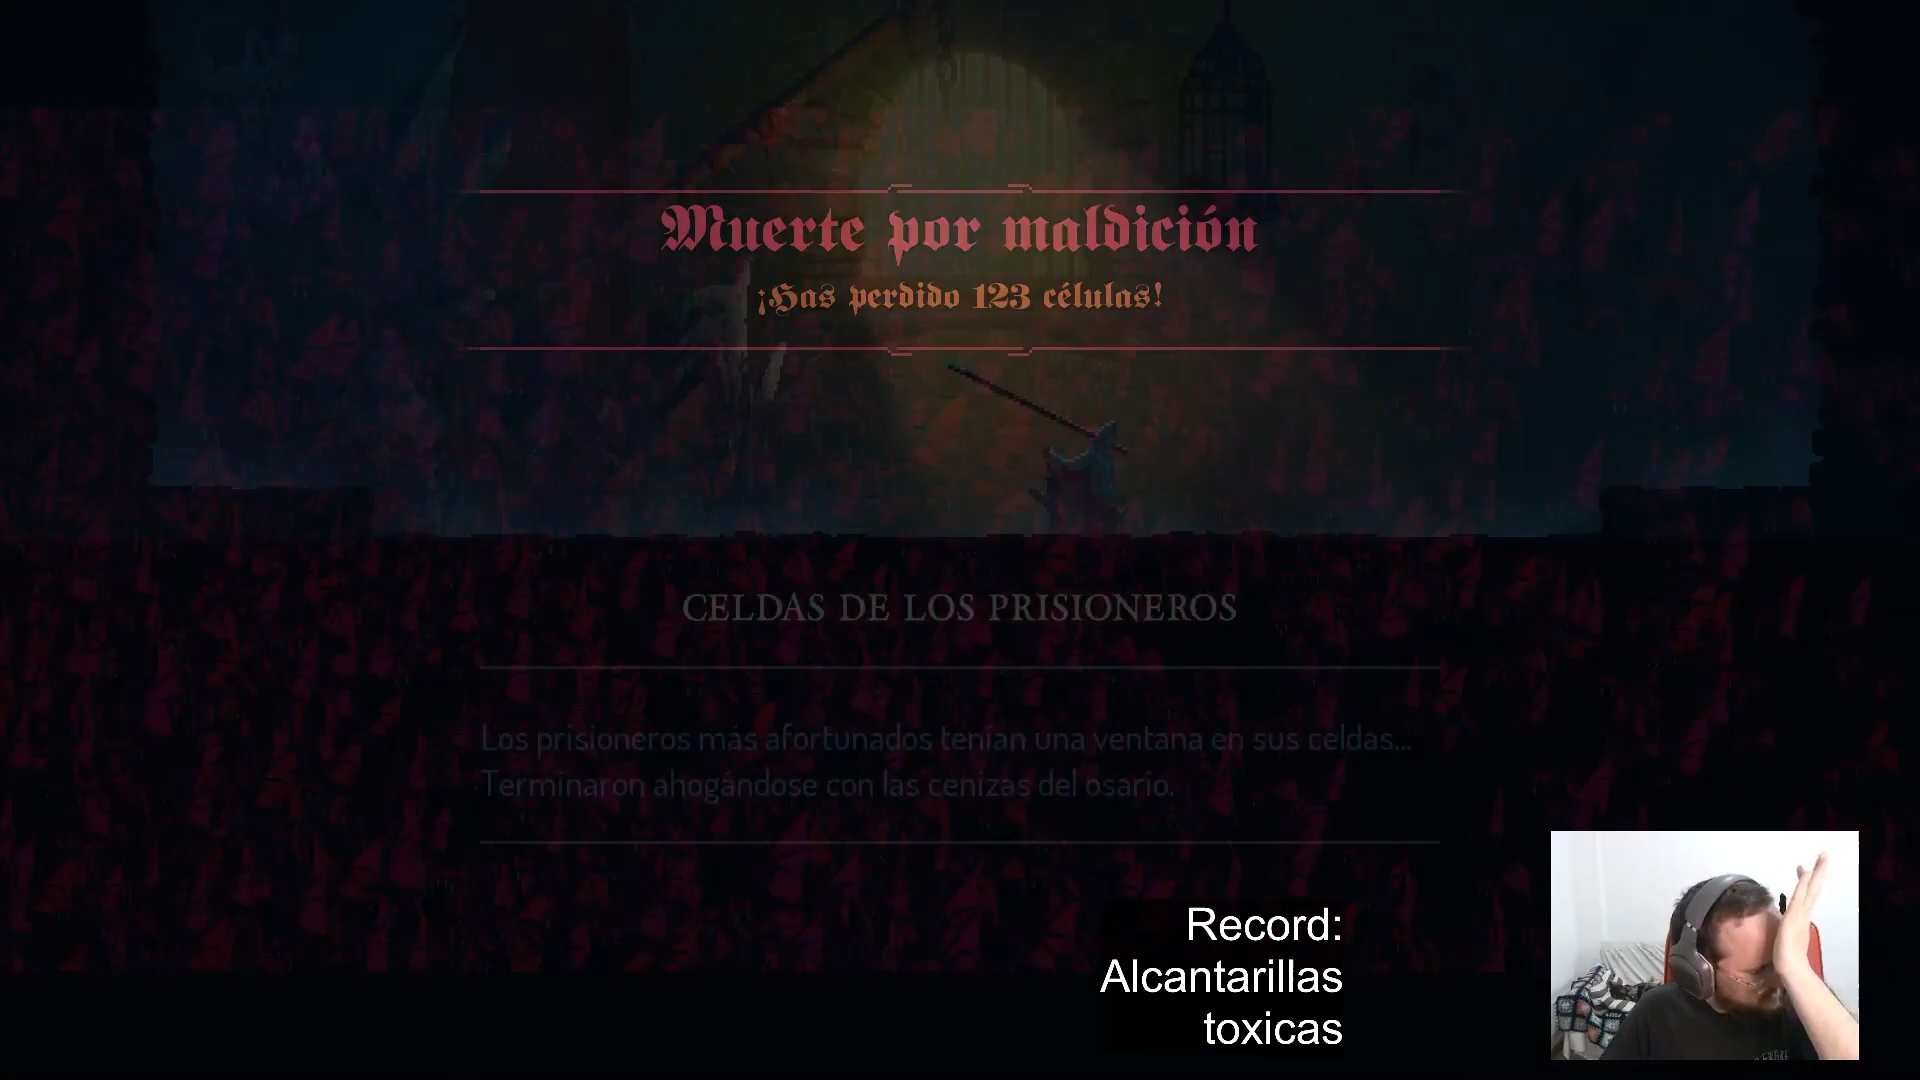 Muerte por maldición
¡Has perdido 123 células!
CELDAS DE LOS PRISIONEROS
Los prisioneros más afortunados tenían una ventana en sus celdas...
Terminaron ahogándose con las cenizas del osario.
Record:
Alcantarillas
toxicas